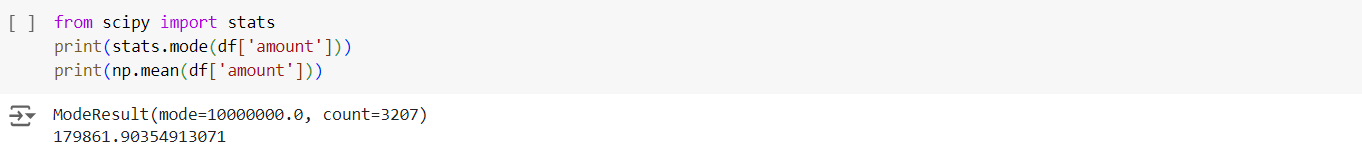 [ ] from scipy import stats
print(stats.mode(df['amount']))
print(np.mean(df['amount']))
ModeResult(mode=10000000.0, count=3207)
179861.90354913071